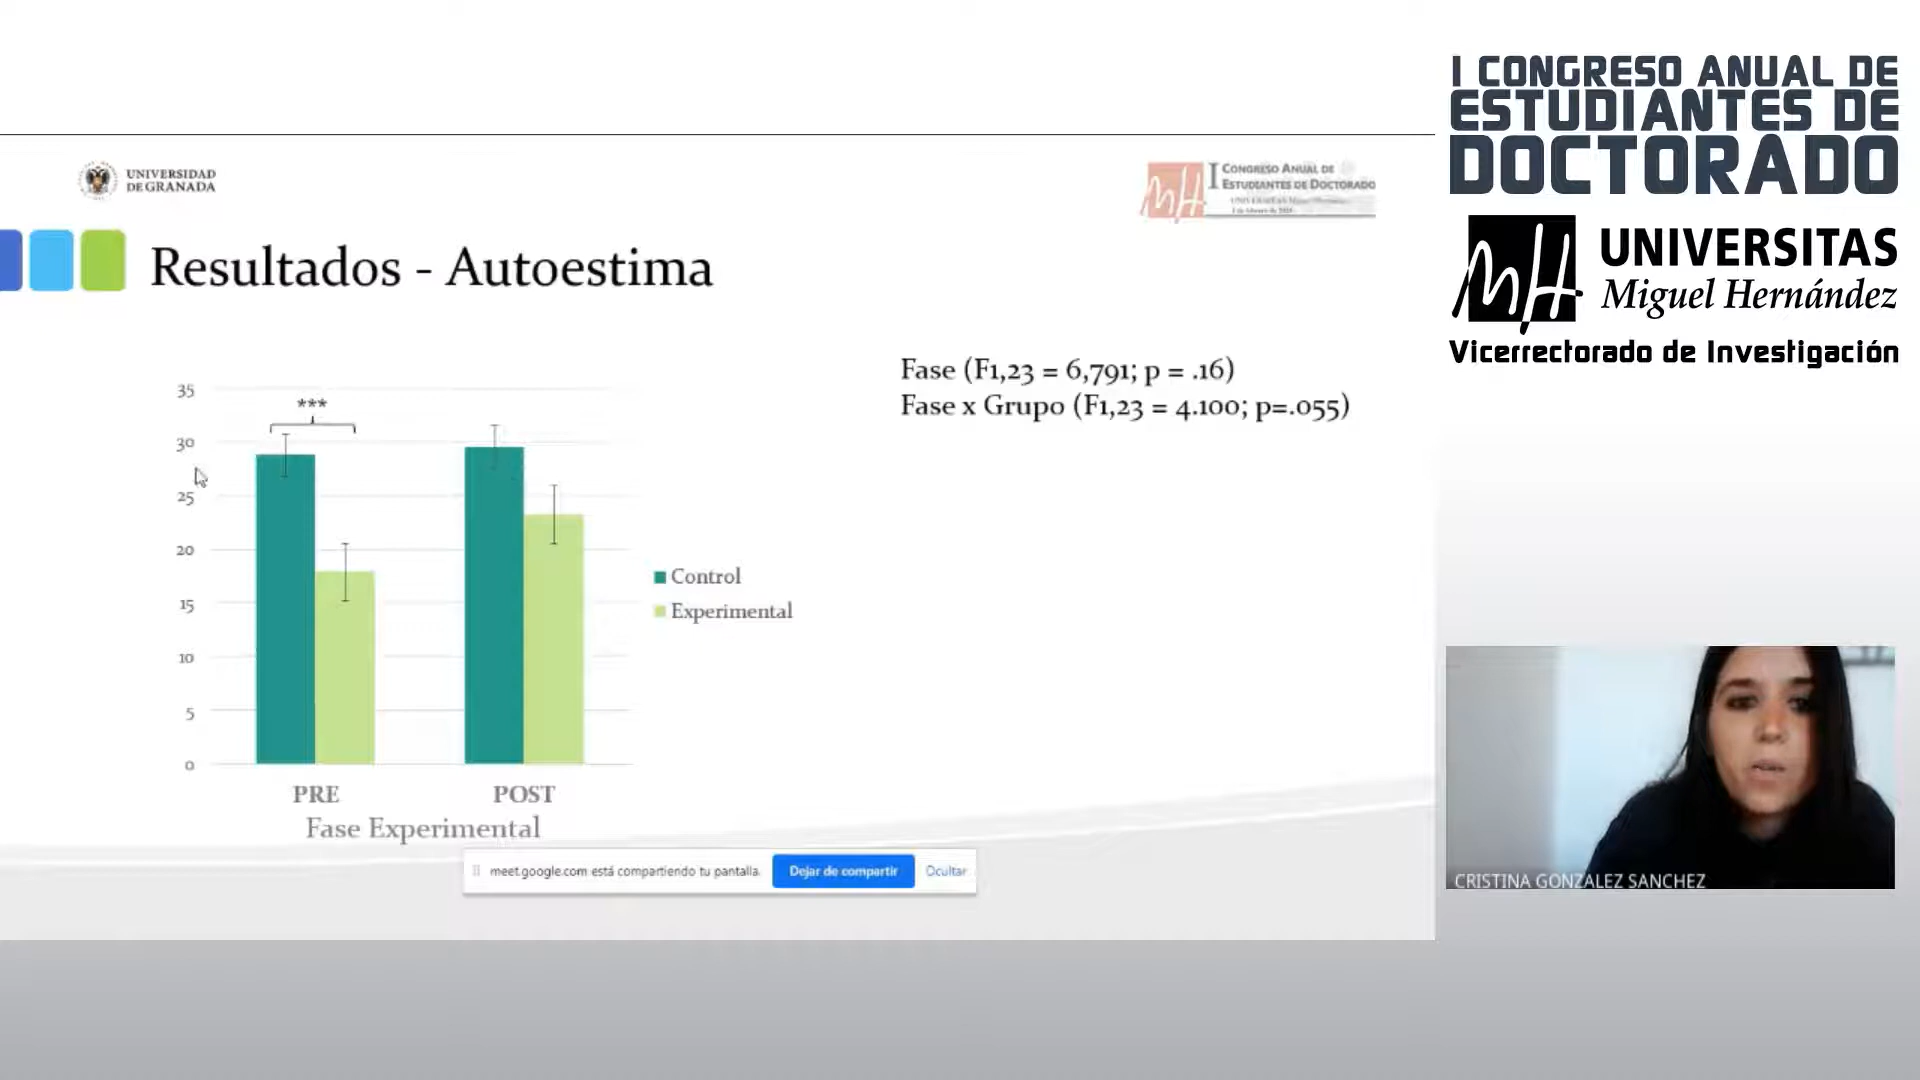 I CONGRESO ANUAL DE
ESTUDIANTES DE
DOCTORADO
UNIVERSITAS
Miguel Hernández
Vicerrectorado de Investigación
UNIVERSIDAD
DE GRANADA
I CONGRESO ANUAL DE
ESTUDIANTES DE DOCTORADO
Resultados - Autoestima
Fase (F1,23 = 6,791; p = .16)
Fase x Grupo (F1,23 = 4.100; p=.055)
35
***
30
25
20
15
10
5
0
Control
Experimental
PRE
POST
Fase Experimental
meet.google.com está compartiendo tu pantalla.
Dejar de compartir
Ocultar
CRISTINA GONZALEZ SANCHEZ